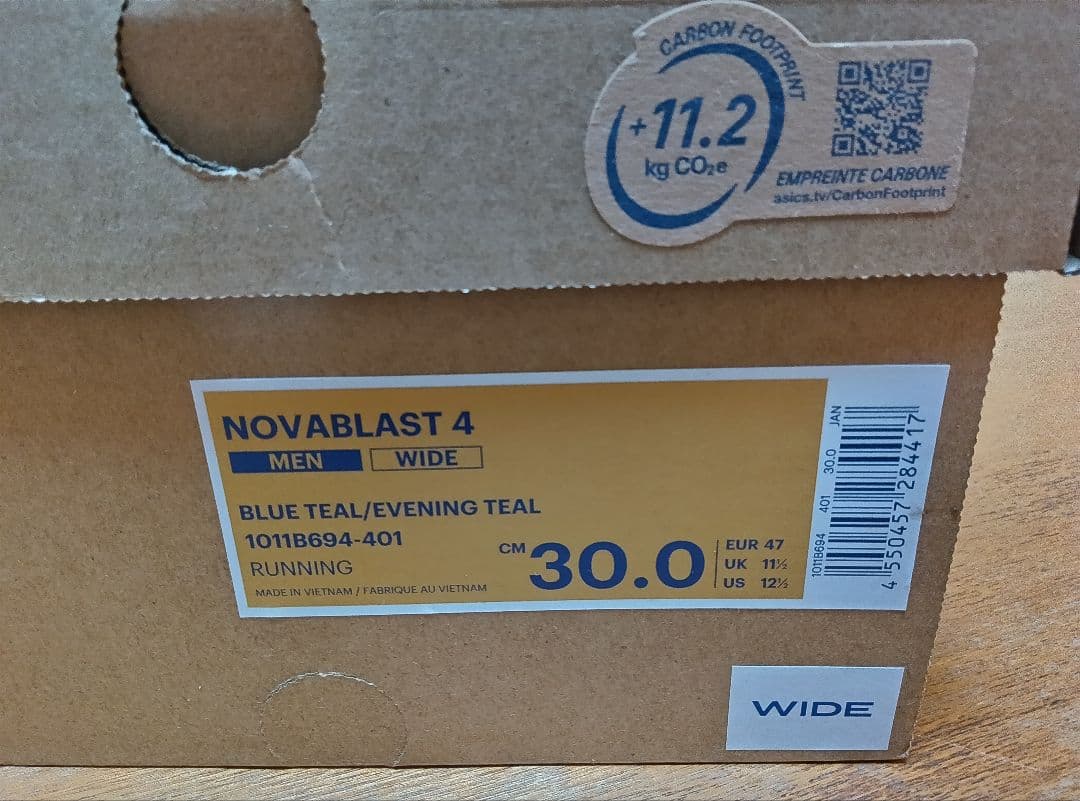 CARBON FOOTPRINT
+11.2
kg CO₂e
EMPREINTE CARBONE
asics.tv/CarbonFootprint
NOVABLAST 4
MEN WIDE
BLUE TEAL/EVENING TEAL
1011B694-401
RUNNING
MADE IN VIETNAM / FABRIQUE AU VIETNAM
CM 30.0
EUR 47
UK 11½
US 12½
1011B694 401 30.0 JAN
4 550457 284417
WIDE